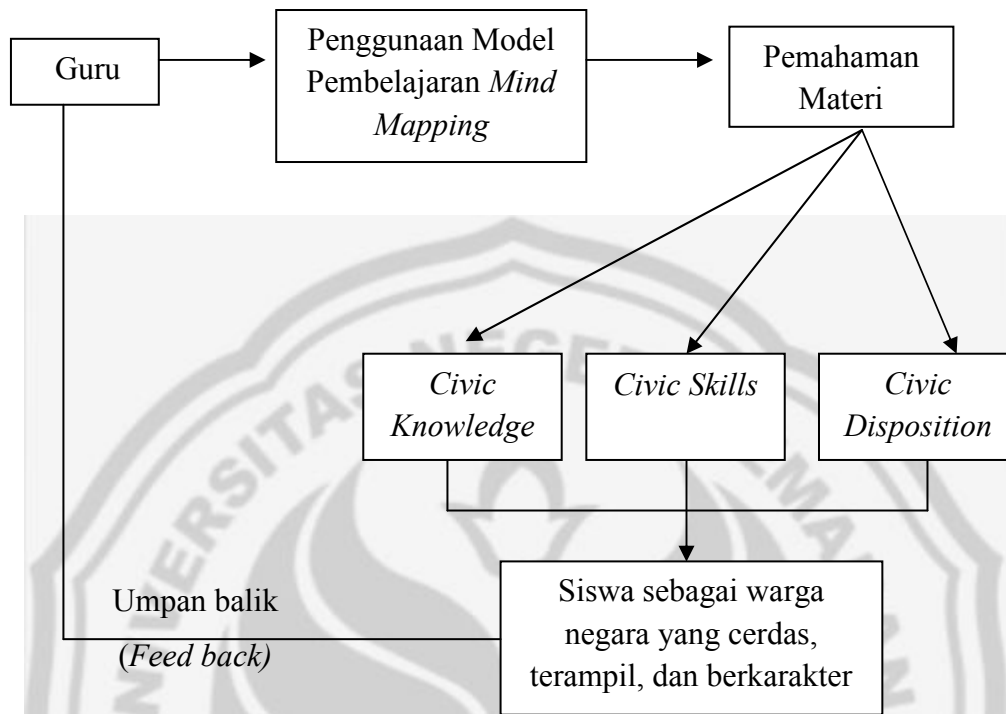 Guru
Penggunaan Model
Pembelajaran Mind
Mapping
Pemahaman
Materi
Civic
Knowledge
Civic Skills
Civic
Disposition
Umpan balik
(Feed back)
Siswa sebagai warga
negara yang cerdas,
terampil, dan berkarakter